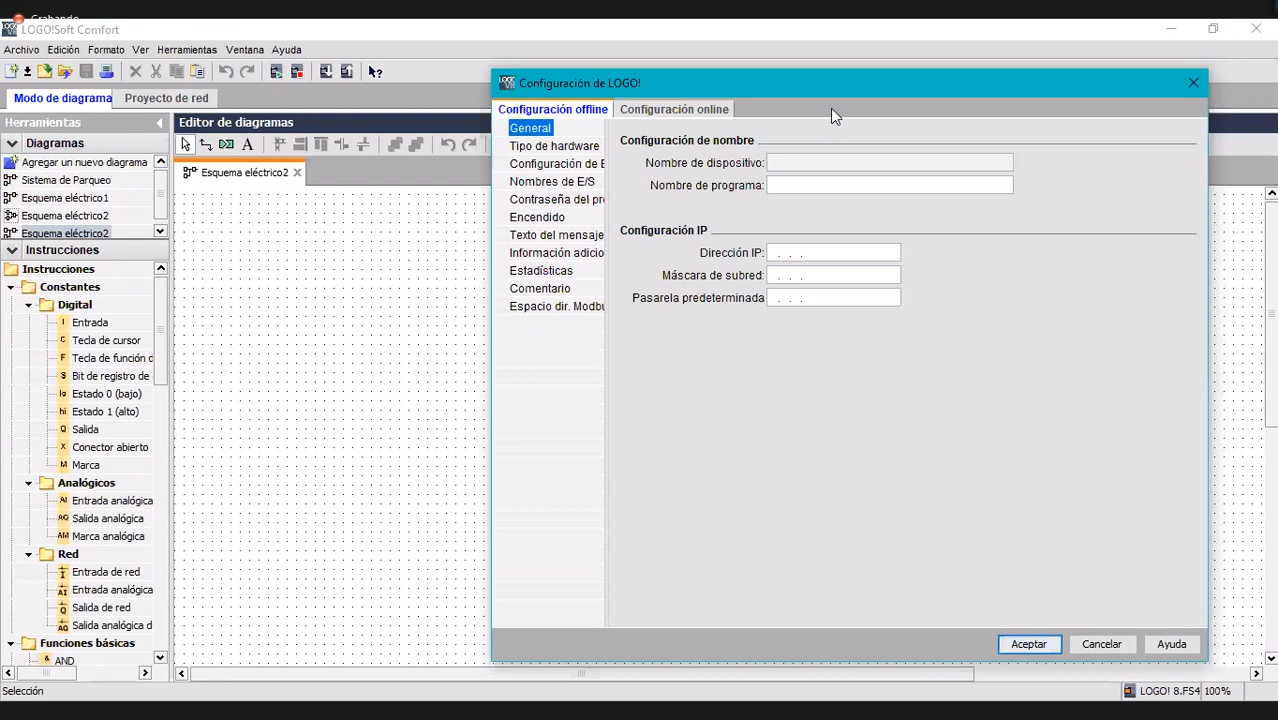 Grabando
LOGO!Soft Comfort
Archivo Edición Formato Ver Herramientas Ventana Ayuda
Modo de diagrama Proyecto de red
Herramientas
Diagramas
Agregar un nuevo diagrama
Sistema de Parqueo
Esquema eléctrico1
Esquema eléctrico2
Esquema eléctrico2
Instrucciones
Instrucciones
Constantes
Digital
I Entrada
C Tecla de cursor
F Tecla de función d
S Bit de registro de
lo Estado 0 (bajo)
hi Estado 1 (alto)
Q Salida
X Conector abierto
M Marca
Analógicos
AI Entrada analógica
AQ Salida analógica
AM Marca analógica
Red
I Entrada de red
AI Entrada analógica
Q Salida de red
AQ Salida analógica d
Funciones básicas
& AND
Selección
Editor de diagramas
A
Esquema eléctrico2
Configuración de LOGO!
Configuración offline Configuración online
General
Tipo de hardware
Configuración de E
Nombres de E/S
Contraseña del pr
Encendido
Texto del mensaje
Información adicio
Estadísticas
Comentario
Espacio dir. Modbu
Configuración de nombre
Nombre de dispositivo:
Nombre de programa:
Configuración IP
Dirección IP: . . .
Máscara de subred: . . .
Pasarela predeterminada . . .
Aceptar Cancelar Ayuda
LOGO! 8.FS4 100%